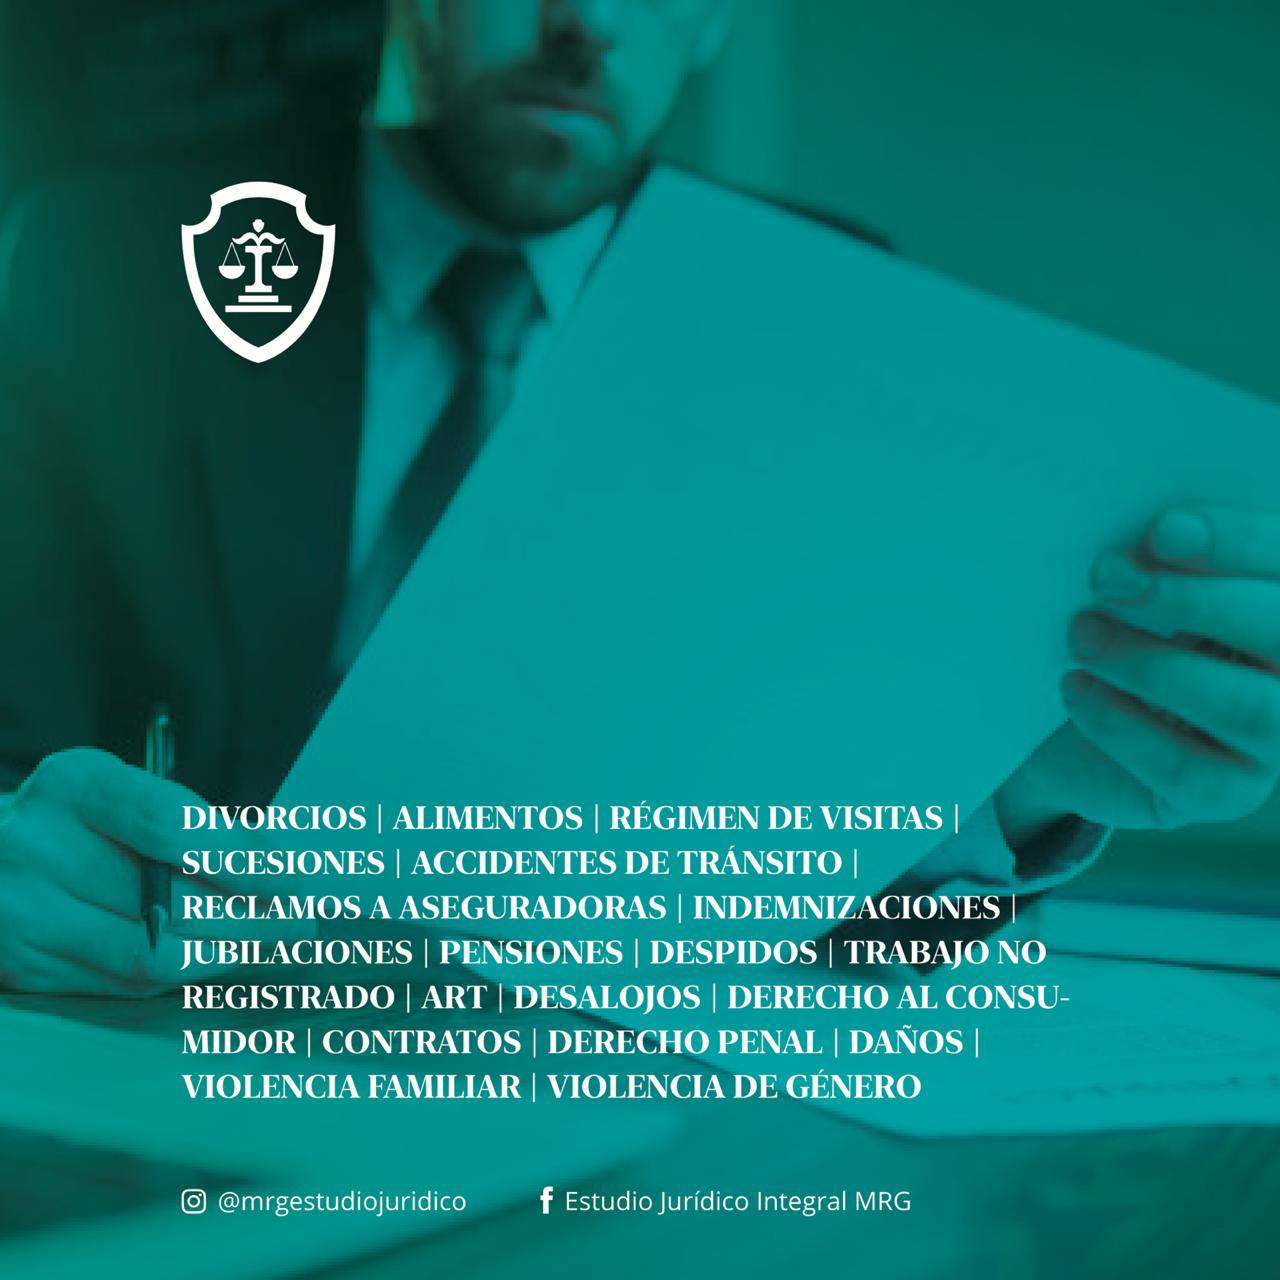 DIVORCIOS | ALIMENTOS | RÉGIMEN DE VISITAS |
SUCESIONES | ACCIDENTES DE TRÁNSITO |
RECLAMOS A ASEGURADORAS | INDEMNIZACIONES |
JUBILACIONES | PENSIONES | DESPIDOS | TRABAJO NO
REGISTRADO | ART | DESALOJOS | DERECHO AL CONSU-
MIDOR | CONTRATOS | DERECHO PENAL | DAÑOS |
VIOLENCIA FAMILIAR | VIOLENCIA DE GÉNERO
@mrgestudiojuridico
Estudio Jurídico Integral MRG